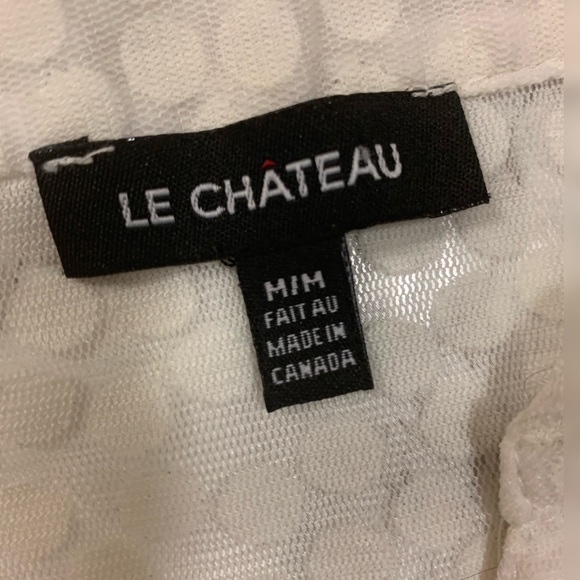 LE CHÂTEAU
M/M
FAIT AU
MADE IN
CANADA